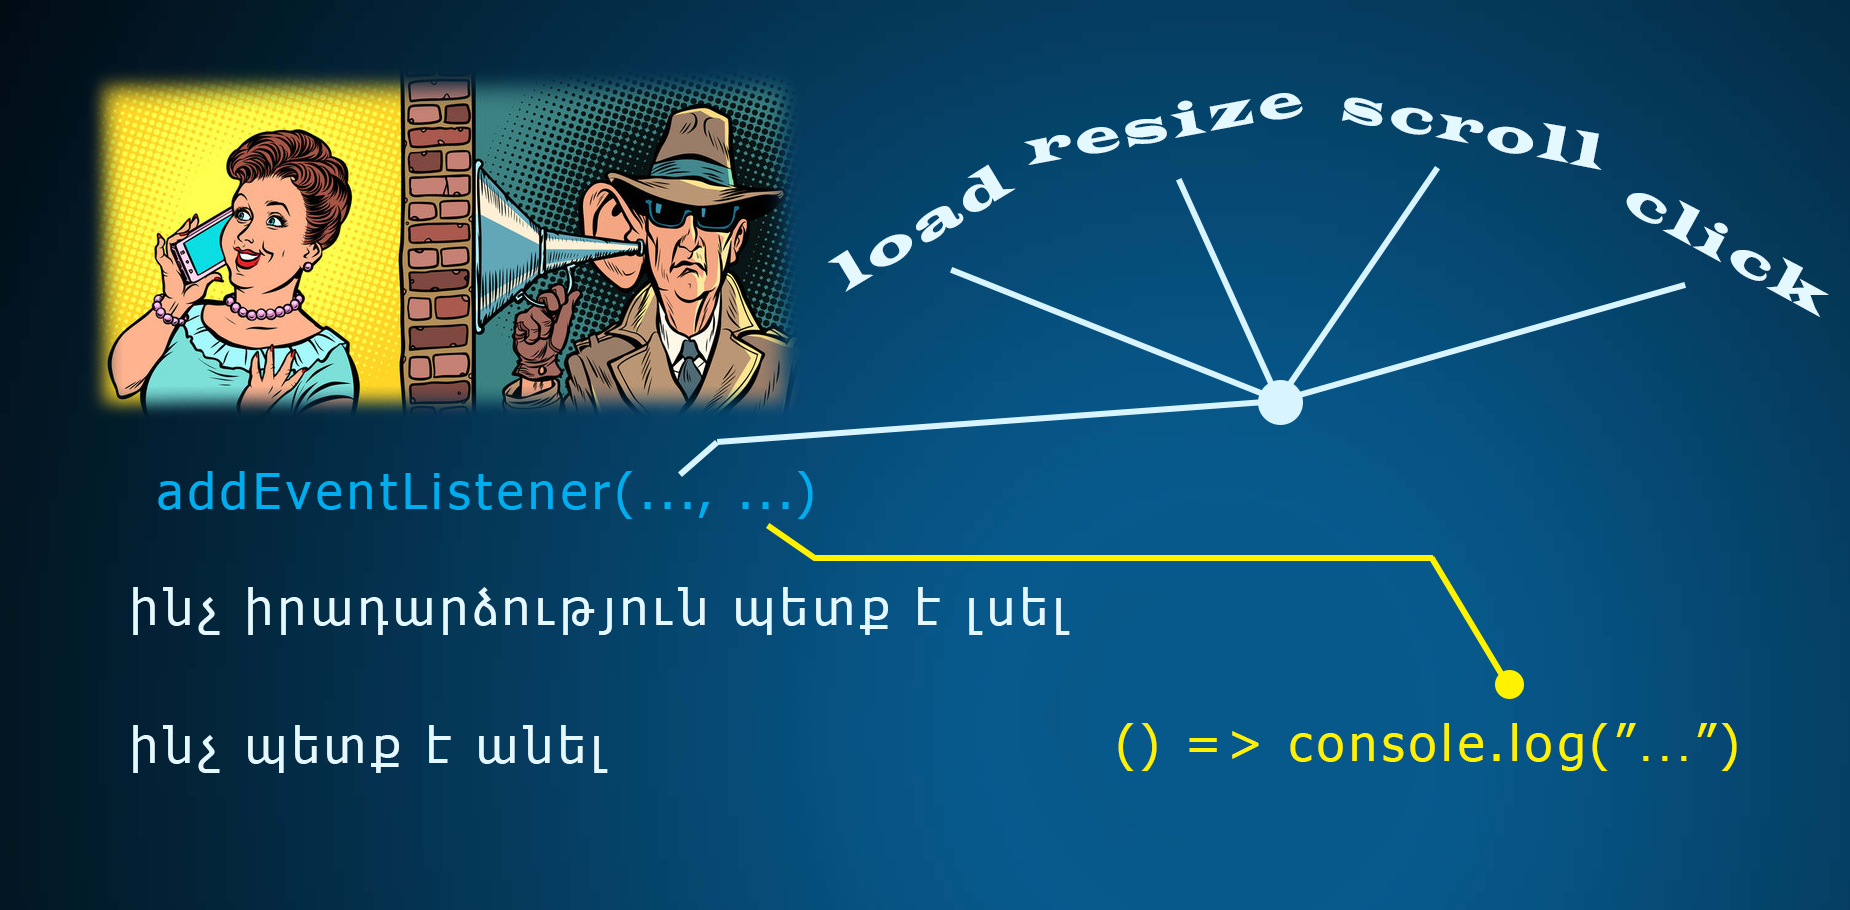 load resize scroll click
addEventListener(..., ...)
ինչ իրադարձություն պետք է լսել
ինչ պետք է անել
() => console.log(”...”)